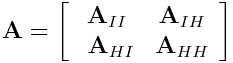 A = [ A_{II} A_{IH}
A_{HI} A_{HH} ]